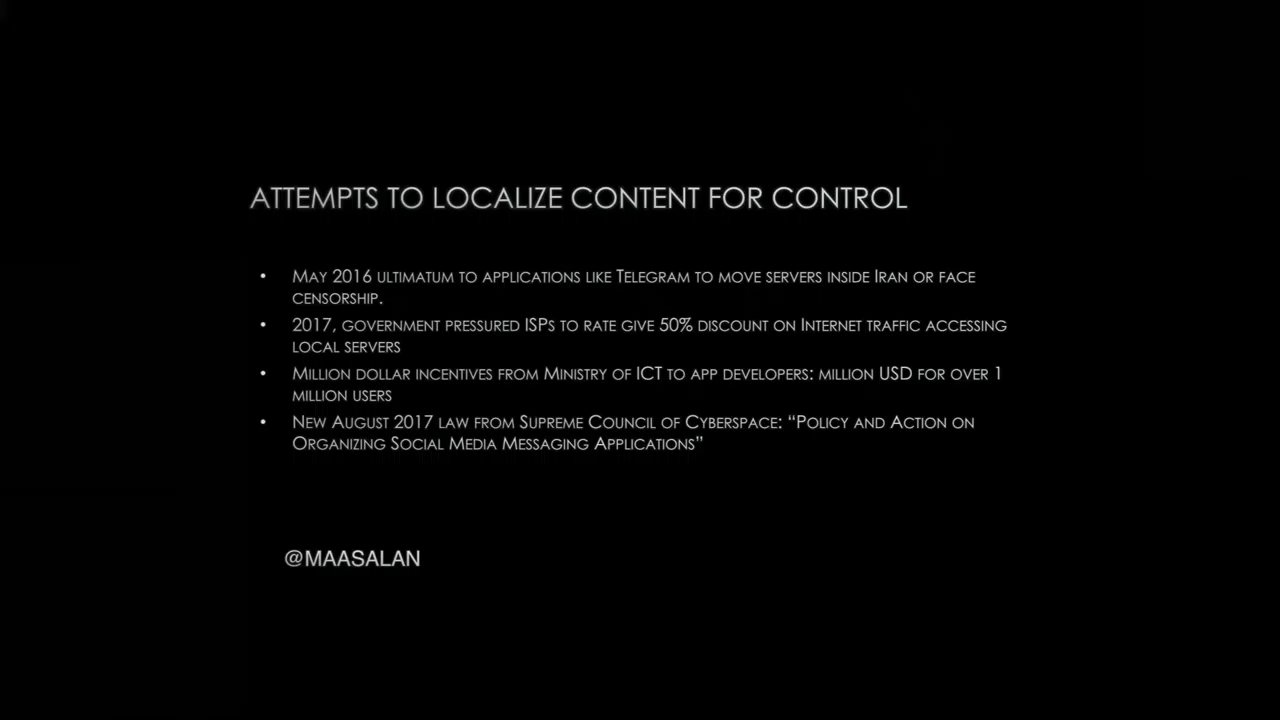 ATTEMPTS TO LOCALIZE CONTENT FOR CONTROL
• MAY 2016 ULTIMATUM TO APPLICATIONS LIKE TELEGRAM TO MOVE SERVERS INSIDE IRAN OR FACE
CENSORSHIP.
• 2017, GOVERNMENT PRESSURED ISPS TO RATE GIVE 50% DISCOUNT ON INTERNET TRAFFIC ACCESSING
LOCAL SERVERS
• MILLION DOLLAR INCENTIVES FROM MINISTRY OF ICT TO APP DEVELOPERS: MILLION USD FOR OVER 1
MILLION USERS
• NEW AUGUST 2017 LAW FROM SUPREME COUNCIL OF CYBERSPACE: “POLICY AND ACTION ON
ORGANIZING SOCIAL MEDIA MESSAGING APPLICATIONS”
@MAASALAN